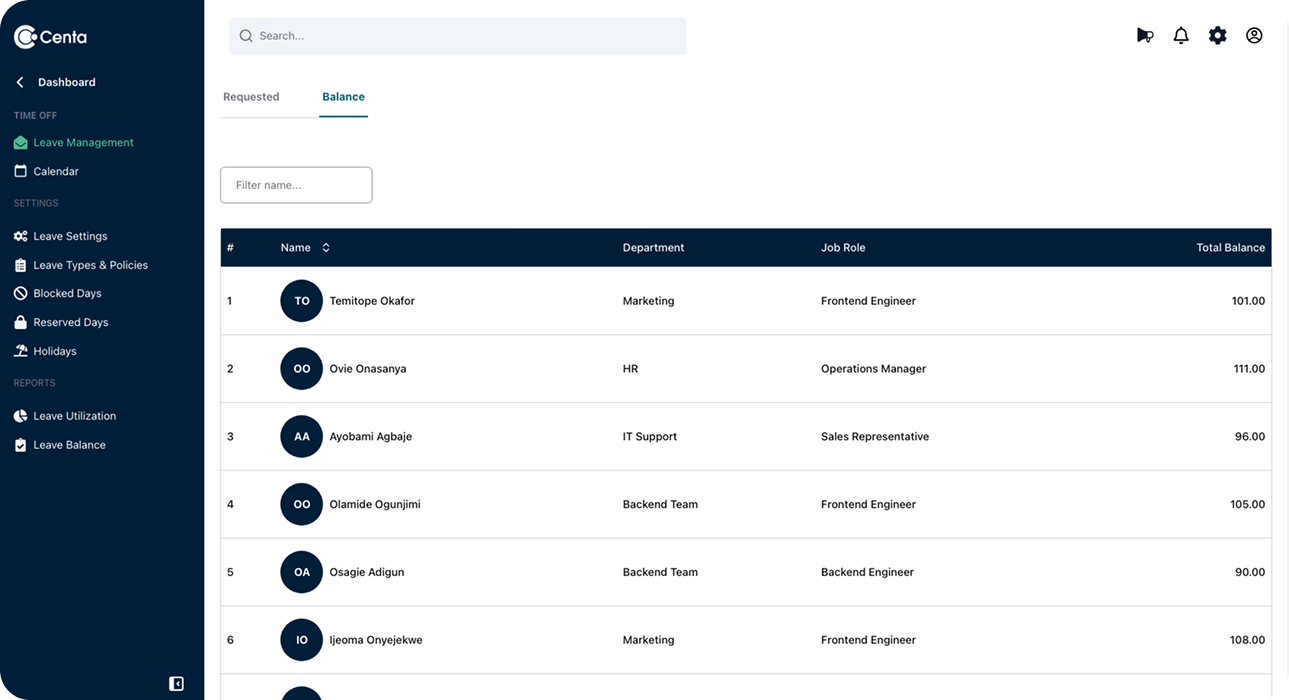 Centa
Search...
Dashboard
TIME OFF
Leave Management
Calendar
SETTINGS
Leave Settings
Leave Types & Policies
Blocked Days
Reserved Days
Holidays
REPORTS
Leave Utilization
Leave Balance
Requested Balance
Filter name...
# Name Department Job Role Total Balance
1 TO Temitope Okafor Marketing Frontend Engineer 101.00
2 OO Ovie Onasanya HR Operations Manager 111.00
3 AA Ayobami Agbaje IT Support Sales Representative 96.00
4 OO Olamide Ogunjimi Backend Team Frontend Engineer 105.00
5 OA Osagie Adigun Backend Team Backend Engineer 90.00
6 IO Ijeoma Onyejekwe Marketing Frontend Engineer 108.00